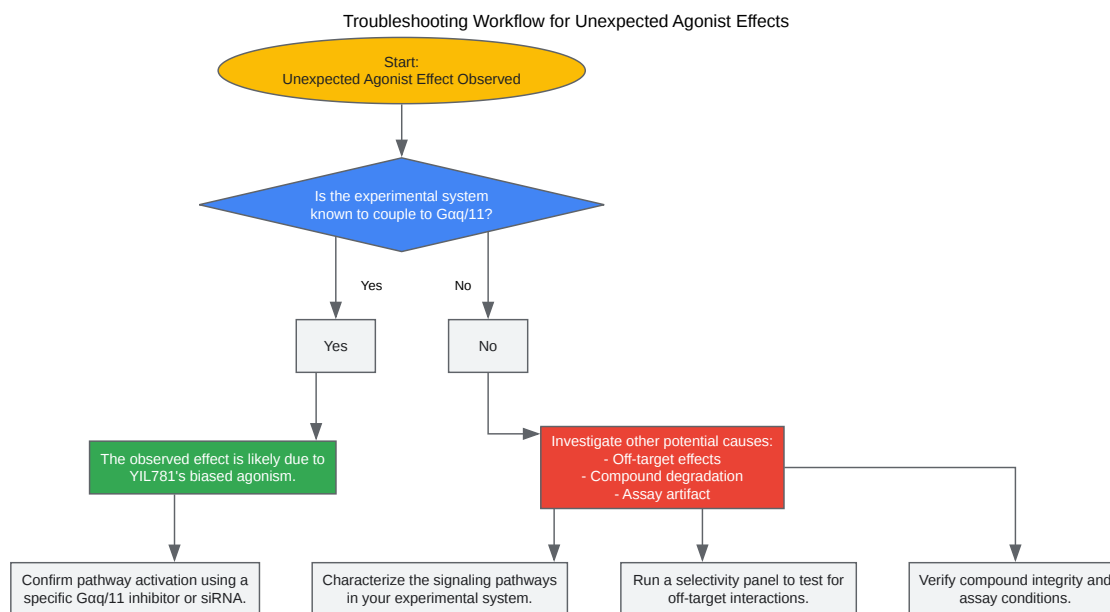 Troubleshooting Workflow for Unexpected Agonist Effects
Start:
Unexpected Agonist Effect Observed
Is the experimental system
known to couple to Gαq/11?
Yes
No
Yes
No
The observed effect is likely due to
YIL781's biased agonism.
Investigate other potential causes:
- Off-target effects
- Compound degradation
- Assay artifact
Confirm pathway activation using a
specific Gαq/11 inhibitor or siRNA.
Characterize the signaling pathways
in your experimental system.
Run a selectivity panel to test for
off-target interactions.
Verify compound integrity and
assay conditions.